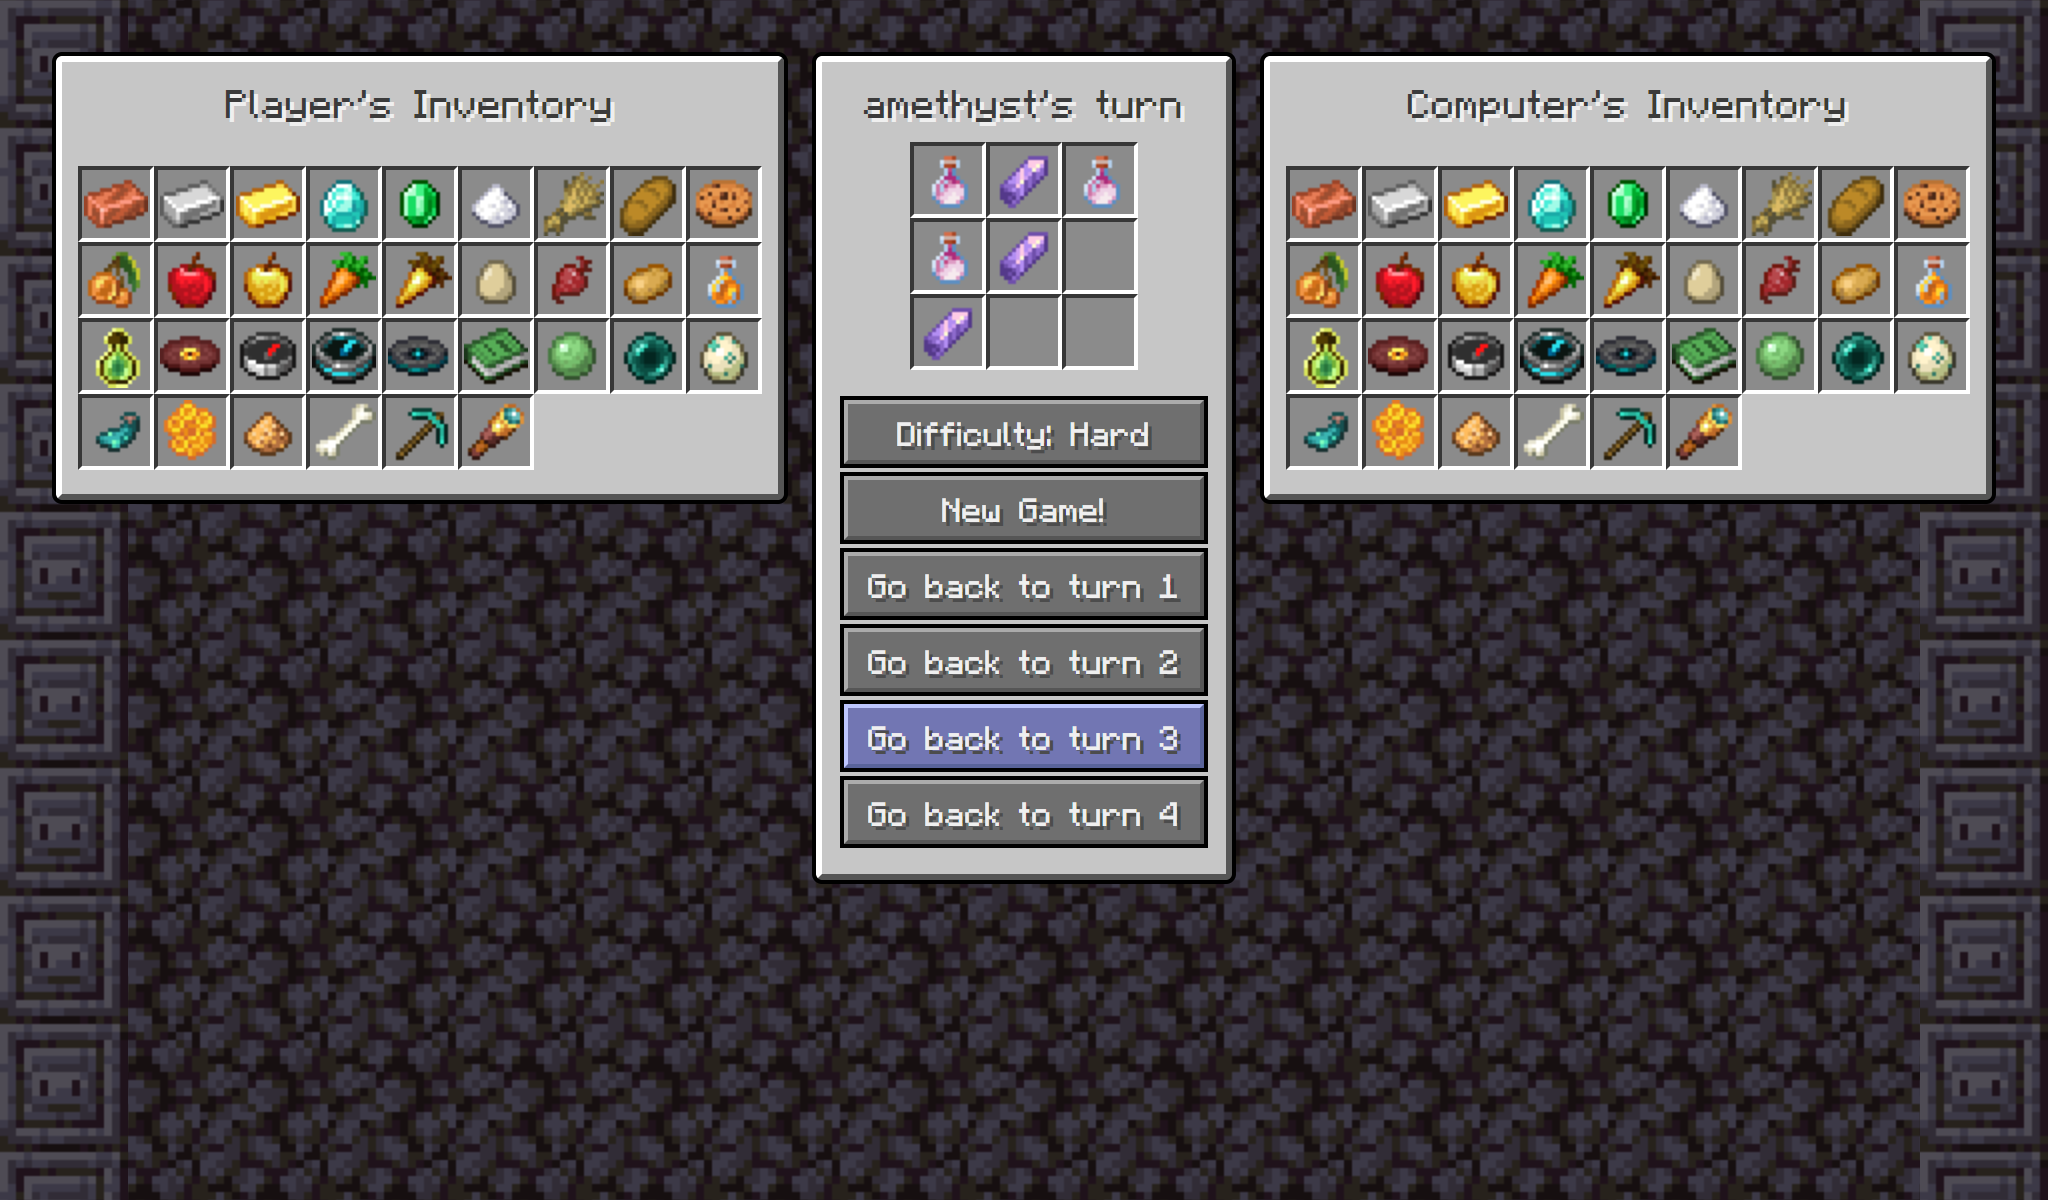 Player's Inventory
amethyst's turn
Difficulty: Hard
New Game!
Go back to turn 1
Go back to turn 2
Go back to turn 3
Go back to turn 4
Computer's Inventory